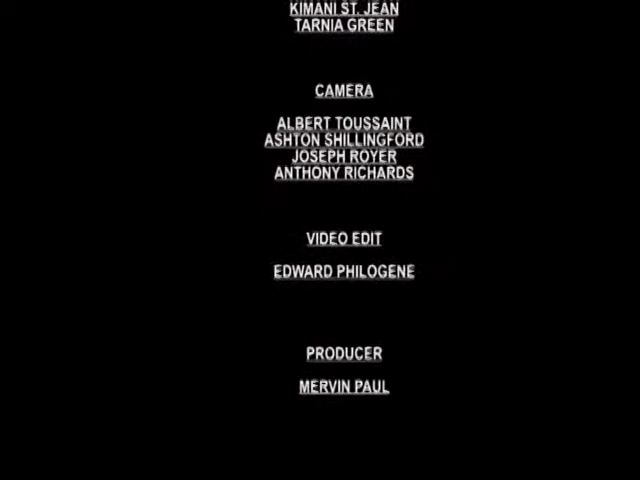 KIMANI ST. JEAN
TARNIA GREEN
CAMERA
ALBERT TOUSSAINT
ASHTON SHILLINGFORD
JOSEPH ROYER
ANTHONY RICHARDS
VIDEO EDIT
EDWARD PHILOGENE
PRODUCER
MERVIN PAUL